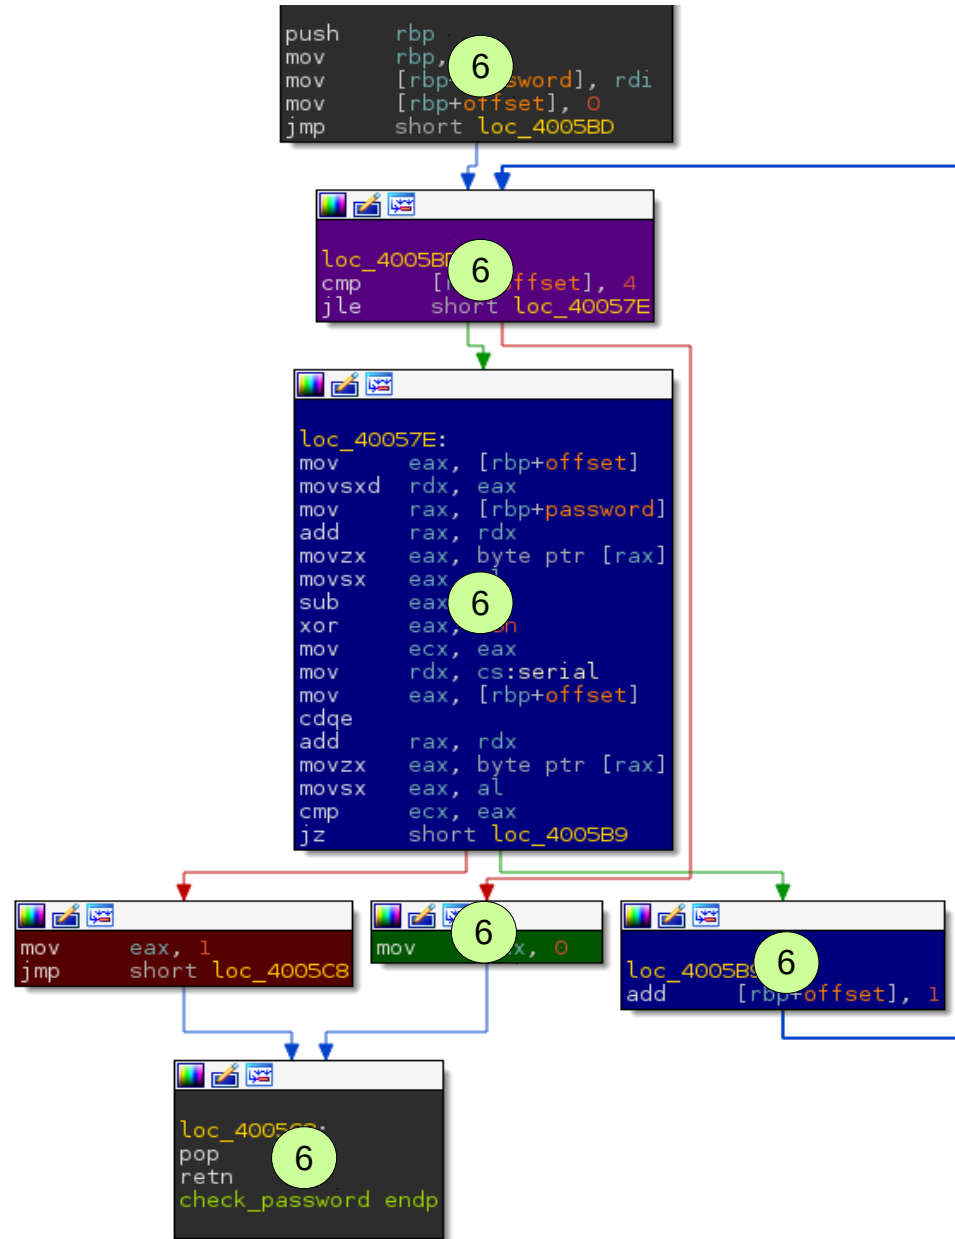 push rbp
mov rbp,
6
mov [rbp sword], rdi
mov [rbp+offset], 0
jmp short loc_4005BD
loc_4005B
6
cmp [ ffset], 4
jle short loc_40057E
loc_40057E:
mov eax, [rbp+offset]
movsxd rdx, eax
mov rax, [rbp+password]
add rax, rdx
movzx eax, byte ptr [rax]
movsx eax
6
sub eax
xor eax,
mov ecx, eax
mov rdx, cs:serial
mov eax, [rbp+offset]
cdqe
add rax, rdx
movzx eax, byte ptr [rax]
movsx eax, al
cmp ecx, eax
jz short loc_4005B9
mov eax, 1
jmp short loc_4005C8
6
mov x, 0
6
loc_4005B9
add [rbp+offset], 1
loc_4005C8:
6
pop
retn
check_password endp